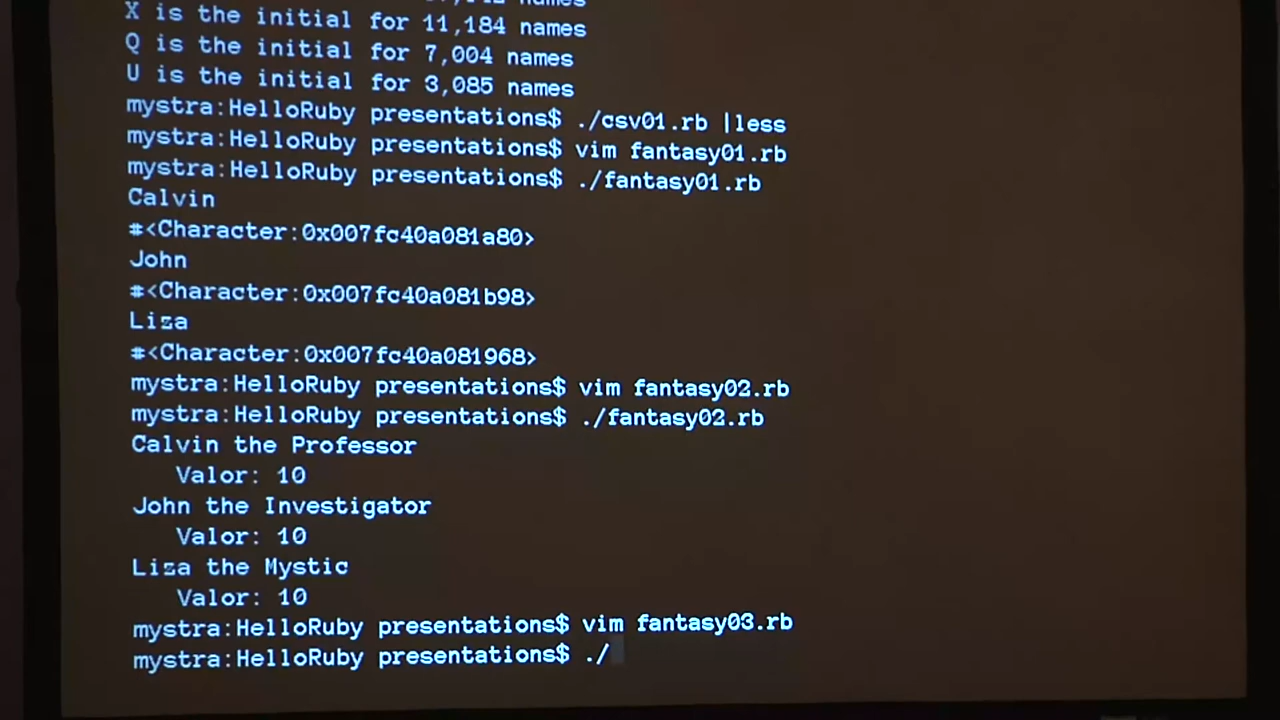 names
X is the initial for 11,184 names
Q is the initial for 7,004 names
U is the initial for 3,085 names
mystra:HelloRuby presentations$ ./csv01.rb |less
mystra:HelloRuby presentations$ vim fantasy01.rb
mystra:HelloRuby presentations$ ./fantasy01.rb
Calvin
#<Character:0x007fc40a081a80>
John
#<Character:0x007fc40a081b98>
Liza
#<Character:0x007fc40a081968>
mystra:HelloRuby presentations$ vim fantasy02.rb
mystra:HelloRuby presentations$ ./fantasy02.rb
Calvin the Professor
Valor: 10
John the Investigator
Valor: 10
Liza the Mystic
Valor: 10
mystra:HelloRuby presentations$ vim fantasy03.rb
mystra:HelloRuby presentations$ ./